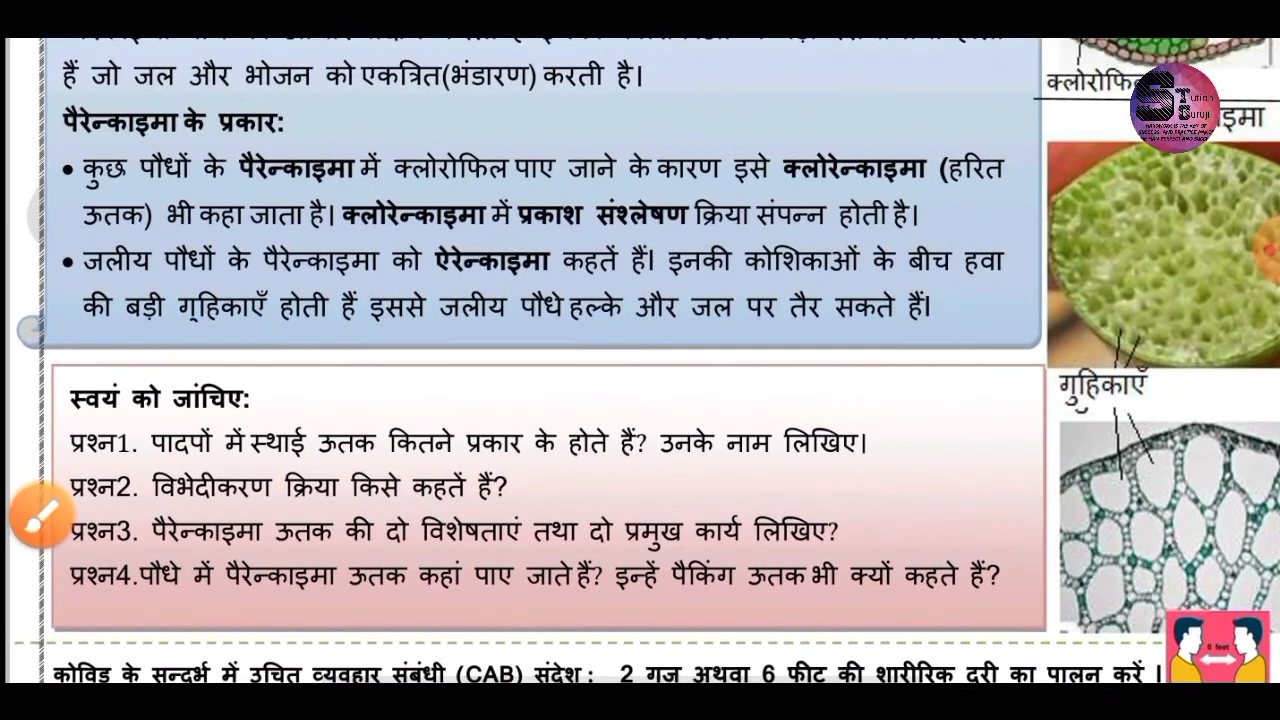 हैं जो जल और भोजन को एकत्रित(भंडारण) करती है।
पैरेन्काइमा के प्रकार:
• कुछ पौधों के पैरेन्काइमा में क्लोरोफिल पाए जाने के कारण इसे क्लोरेन्काइमा (हरित
ऊतक) भी कहा जाता है। क्लोरेन्काइमा में प्रकाश संश्लेषण क्रिया संपन्न होती है।
• जलीय पौधों के पैरेन्काइमा को ऐरेन्काइमा कहतें हैं। इनकी कोशिकाओं के बीच हवा
की बड़ी गुहिकाएँ होती हैं इससे जलीय पौधे हल्के और जल पर तैर सकते हैं।
स्वयं को जांचिए:
प्रश्न1. पादपों में स्थाई ऊतक कितने प्रकार के होते हैं? उनके नाम लिखिए।
प्रश्न2. विभेदीकरण क्रिया किसे कहतें हैं?
प्रश्न3. पैरेन्काइमा ऊतक की दो विशेषताएं तथा दो प्रमुख कार्य लिखिए?
प्रश्न4.पौधे में पैरेन्काइमा ऊतक कहां पाए जाते हैं? इन्हें पैकिंग ऊतक भी क्यों कहते हैं?
कोविड के सन्दर्भ में उचित व्यवहार संबंधी (CAB) संदेश : 2 गज अथवा 6 फीट की शारीरिक दूरी का पालन करें ।
क्लोरोफि
इमा
गुहिकाएँ
6 feet